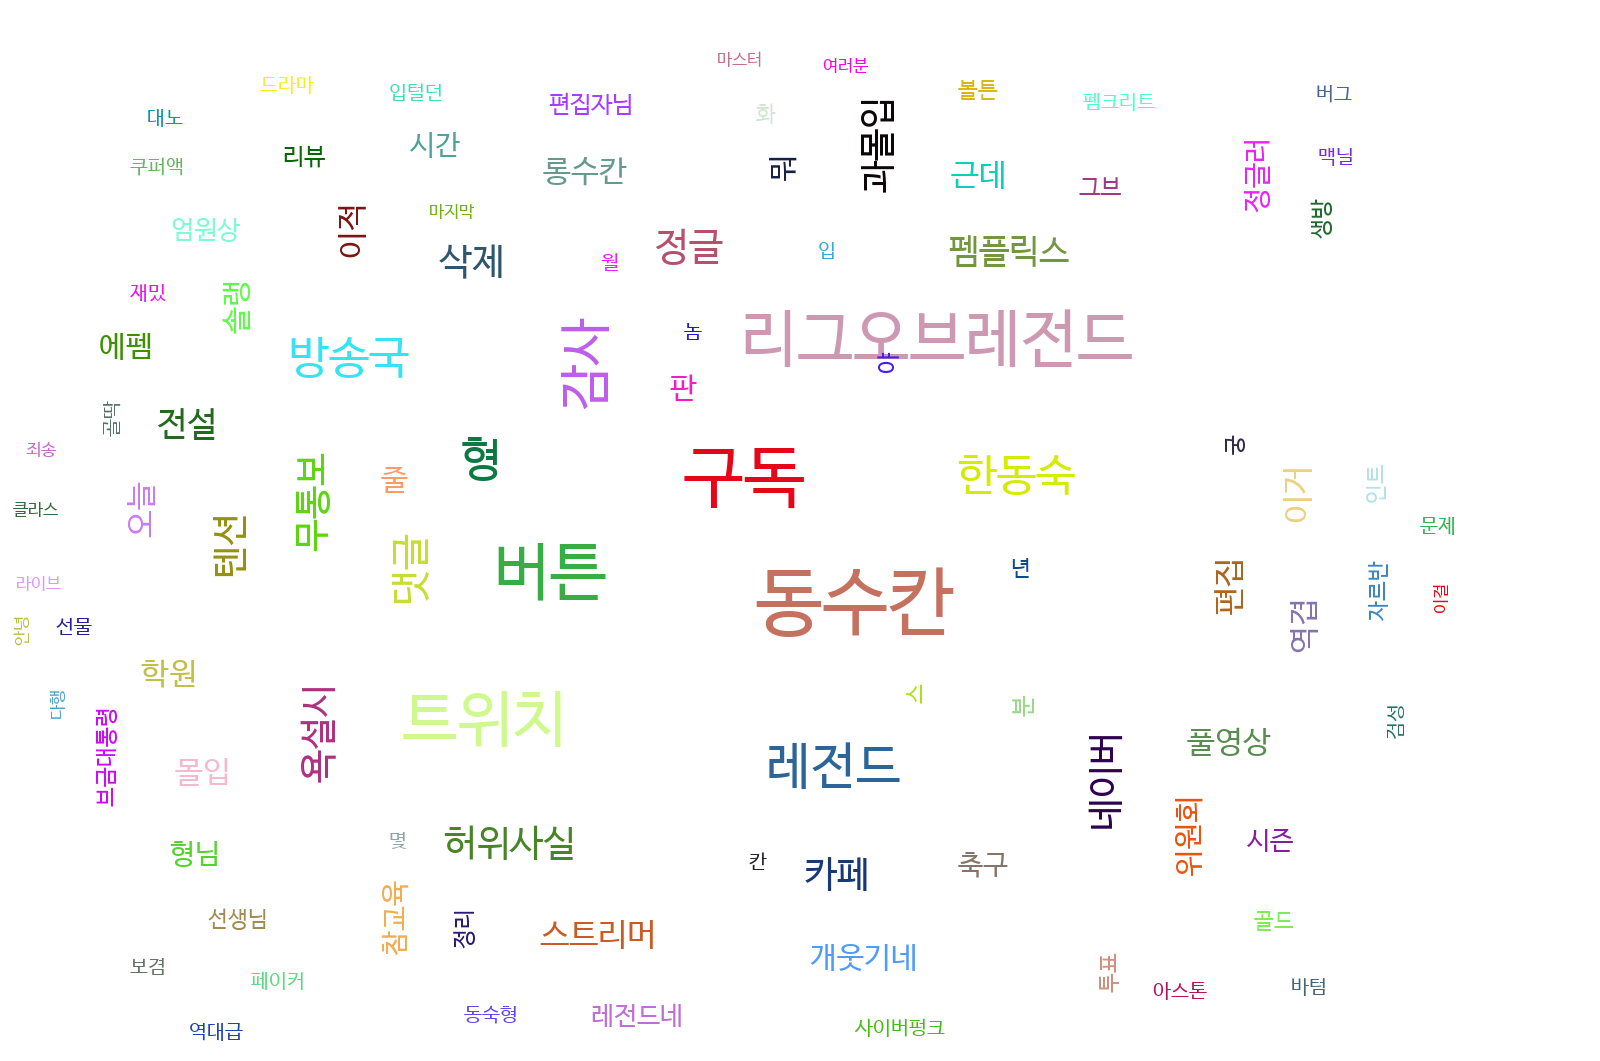 마스터
여러분
드라마
입털던
편집자님
볼튼
펨크리트
버그
대노
화
과몰입
쿠퍼액
리뷰
시간
롱수칸
뭐
근데
그브
정글러
맥닐
엄원상
이적
마지막
생방
삭제
월
정글
입
펨플릭스
재밌
솔랭
에펨
방송국
감사
놈
리그오브레전드
야
판
골딱
전설
죄송
무통보
줄
형
구독
한동숙
궁
이거
인트
클라스
오늘
텐션
댓글
버튼
동수칸
년
문제
라이브
편집
자르반
이걸
안녕
선물
역겹
학원
다행
브금대통령
욕설시
트위치
스
분
검성
몰입
레전드
네이버
풀영상
형님
몇
허위사실
칸
카페
축구
위원회
시즌
선생님
참교육
정리
스트리머
개웃기네
골드
보겸
페이커
투표
아스톤
바텀
역대급
동숙형
레전드네
사이버펑크